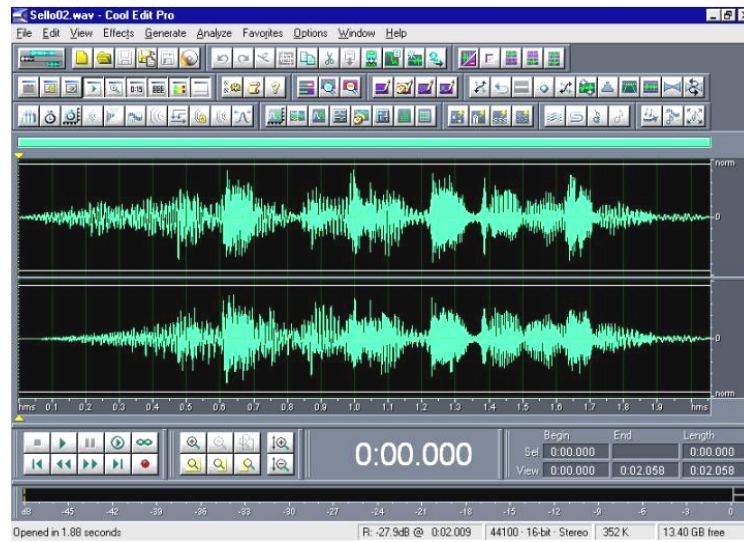 Sello02.wav - Cool Edit Pro
File Edit View Effects Generate Analyze Favorites Options Window Help
norm
0
0
norm
hms 0.1 0.2 0.3 0.4 0.5 0.6 0.7 0.8 0.9 1.0 1.1 1.2 1.3 1.4 1.5 1.6 1.7 1.8 1.9 hms
0:00.000
Begin End Length
Sel 0:00.000 0:00.000
View 0:00.000 0:02.058 0:02.058
dB -45 -42 -39 -36 -33 -30 -27 -24 -21 -18 -15 -12 -9 -6 -3 0
Opened in 1.88 seconds R: -27.9dB @ 0:02.009 44100 · 16-bit · Stereo 352 K 13.40 GB free